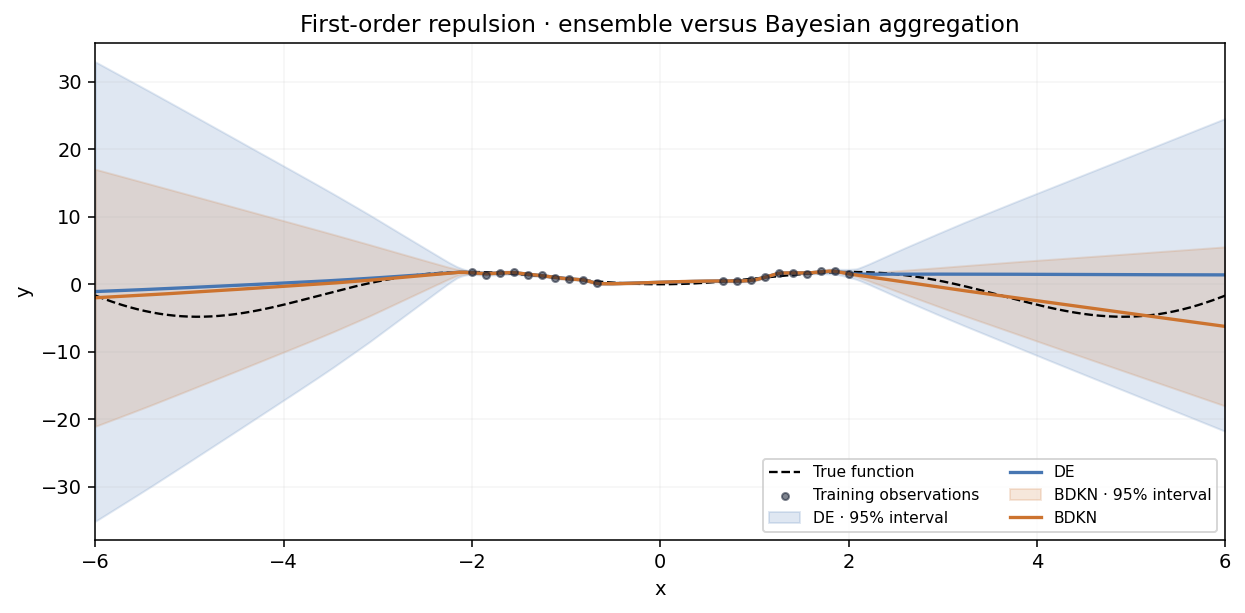 First-order repulsion · ensemble versus Bayesian aggregation
y
30
20
10
0
−10
−20
−30
−6
−4
−2
0
2
4
6
x
True function
Training observations
DE · 95% interval
DE
BDKN · 95% interval
BDKN